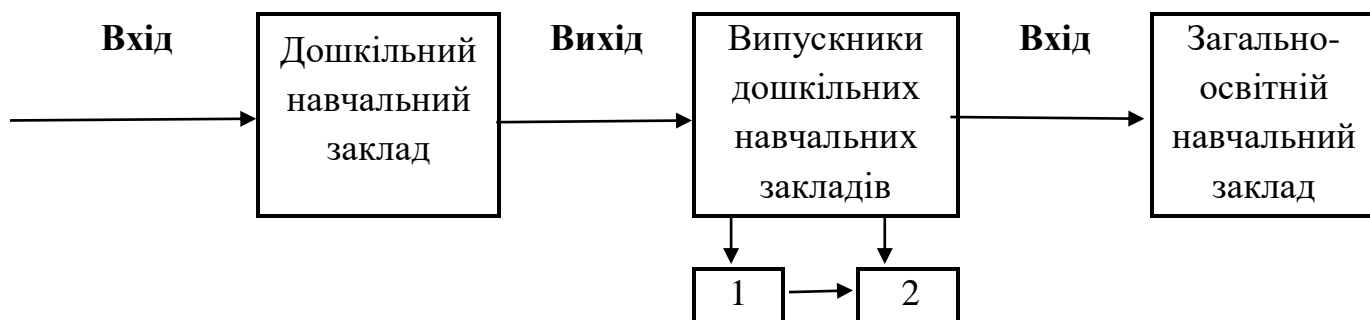 Вхід
Дошкільний
навчальний
заклад
Вихід
Випускники
дошкільних
навчальних
закладів
Вхід
Загально-
освітній
навчальний
заклад
1
2